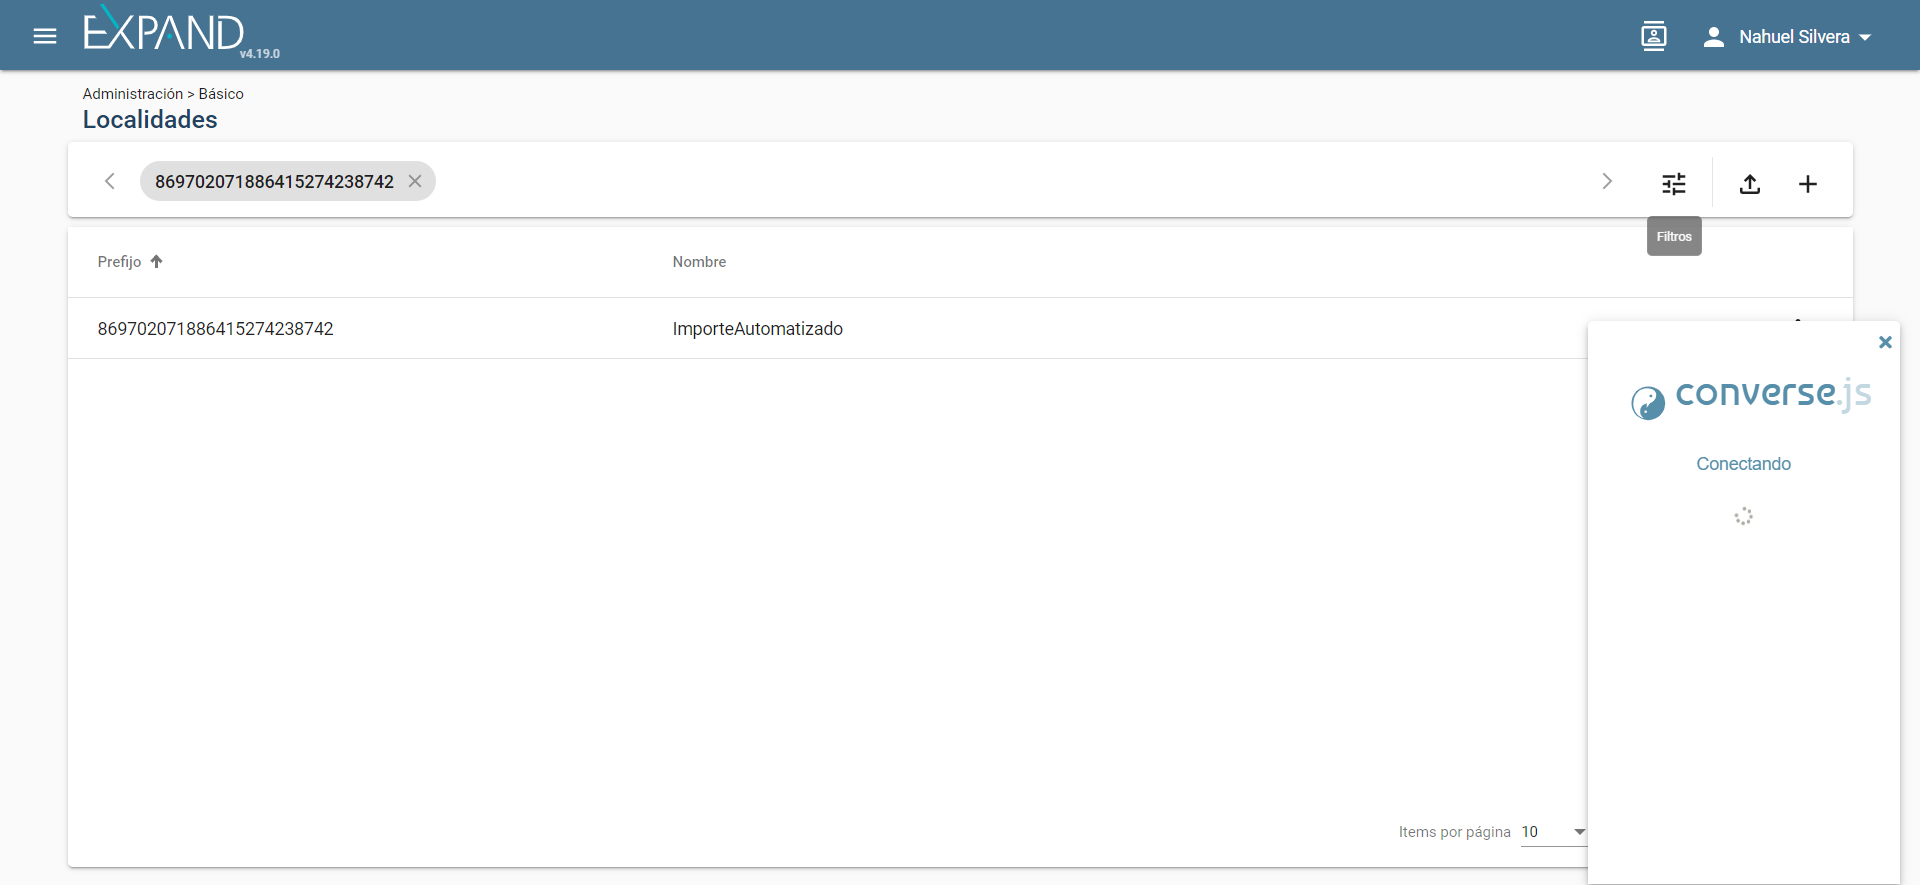 EXPAND
v4.19.0
Nahuel Silvera
Administración > Básico
Localidades
869702071886415274238742
Filtros
Prefijo
Nombre
869702071886415274238742
ImporteAutomatizado
converse.js
Conectando
Items por página 10